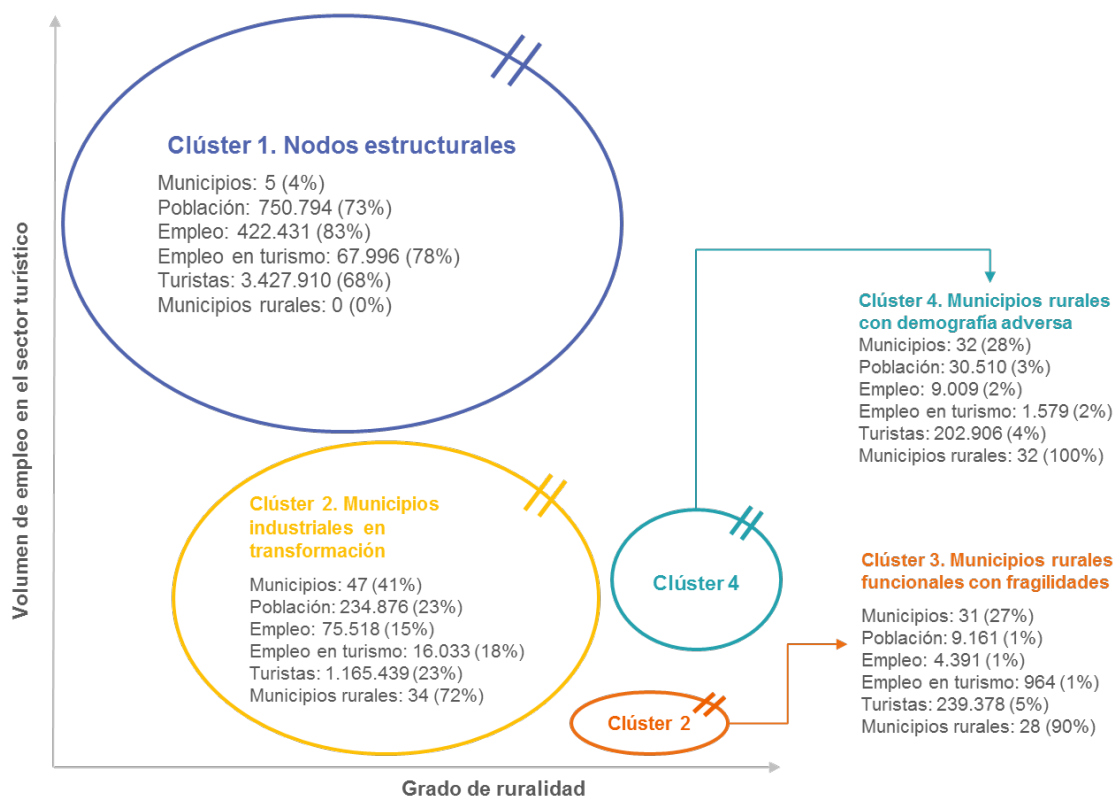 Volumen de empleo en el sector turístico
Clúster 1. Nodos estructurales
Municipios: 5 (4%)
Población: 750.794 (73%)
Empleo: 422.431 (83%)
Empleo en turismo: 67.996 (78%)
Turistas: 3.427.910 (68%)
Municipios rurales: 0 (0%)
Clúster 2. Municipios
industriales en
transformación
Municipios: 47 (41%)
Población: 234.876 (23%)
Empleo: 75.518 (15%)
Empleo en turismo: 16.033 (18%)
Turistas: 1.165.439 (23%)
Municipios rurales: 34 (72%)
Clúster 4
Clúster 4. Municipios rurales
con demografía adversa
Municipios: 32 (28%)
Población: 30.510 (3%)
Empleo: 9.009 (2%)
Empleo en turismo: 1.579 (2%)
Turistas: 202.906 (4%)
Municipios rurales: 32 (100%)
Clúster 2
Clúster 3. Municipios rurales
funcionales con fragilidades
Municipios: 31 (27%)
Población: 9.161 (1%)
Empleo: 4.391 (1%)
Empleo en turismo: 964 (1%)
Turistas: 239.378 (5%)
Municipios rurales: 28 (90%)
Grado de ruralidad